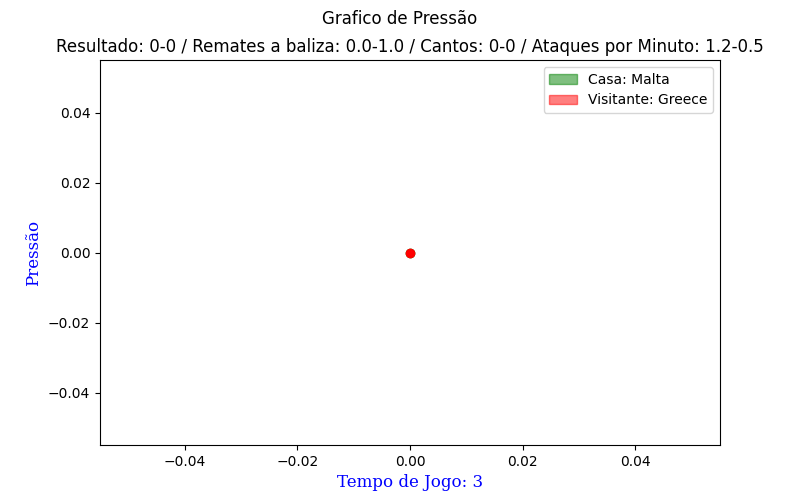 Grafico de Pressão
Resultado: 0-0 / Remates a baliza: 0.0-1.0 / Cantos: 0-0 / Ataques por Minuto: 1.2-0.5
Casa: Malta
Visitante: Greece
0.04
0.02
0.00
−0.02
−0.04
Pressão
−0.04 −0.02 0.00 0.02 0.04
Tempo de Jogo: 3